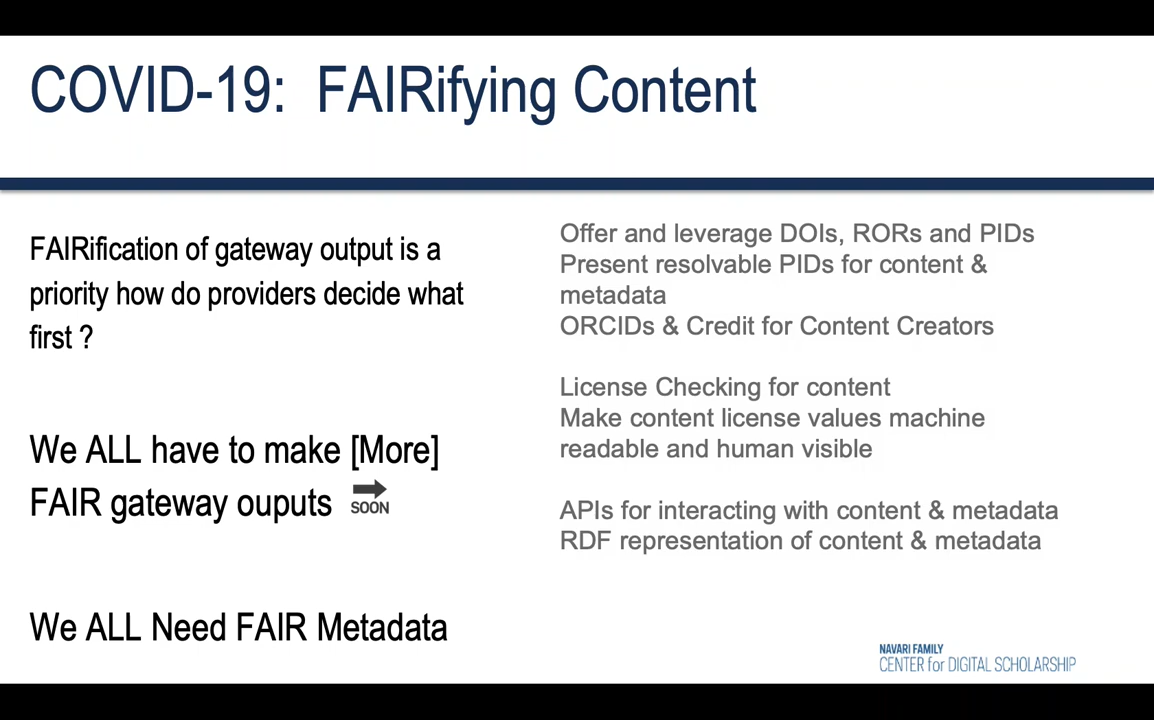 COVID-19:  FAIRifying Content
FAIRification of gateway output is a
priority how do providers decide what
first ?
We ALL have to make [More]
FAIR gateway ouputs
SOON
We ALL Need FAIR Metadata
Offer and leverage DOIs, RORs and PIDs
Present resolvable PIDs for content &
metadata
ORCIDs & Credit for Content Creators
License Checking for content
Make content license values machine
readable and human visible
APIs for interacting with content & metadata
RDF representation of content & metadata
NAVARI FAMILY
CENTER for DIGITAL SCHOLARSHIP